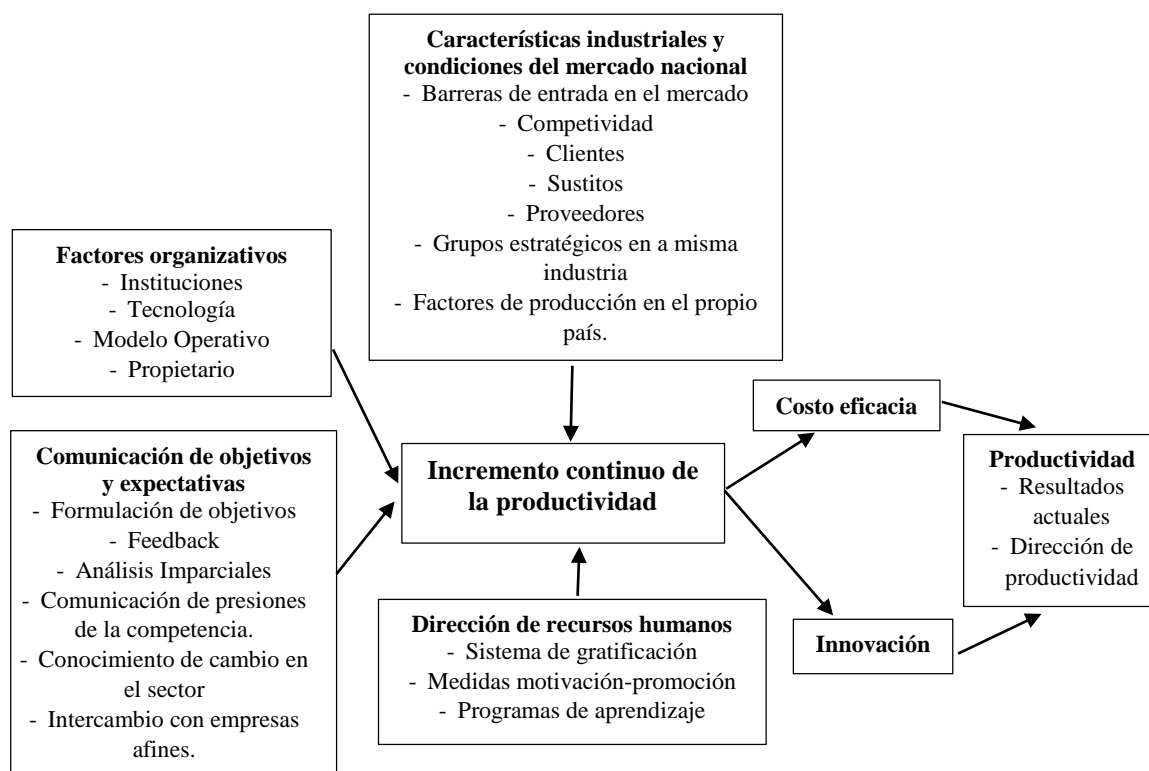 Características industriales y
condiciones del mercado nacional
- Barreras de entrada en el mercado
- Competividad
- Clientes
- Sustitos
- Proveedores
- Grupos estratégicos en a misma
industria
- Factores de producción en el propio
país.
Factores organizativos
- Instituciones
- Tecnología
- Modelo Operativo
- Propietario
Comunicación de objetivos
y expectativas
- Formulación de objetivos
- Feedback
- Análisis Imparciales
- Comunicación de presiones
de la competencia.
- Conocimiento de cambio en
el sector
- Intercambio con empresas
afines.
Incremento continuo de
la productividad
Dirección de recursos humanos
- Sistema de gratificación
- Medidas motivación-promoción
- Programas de aprendizaje
Costo eficacia
Innovación
Productividad
- Resultados
actuales
- Dirección de
productividad